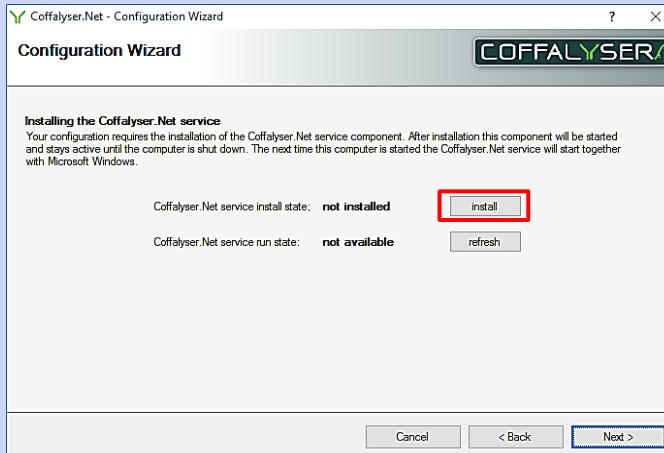 Coffalyser.Net - Configuration Wizard ?
Configuration Wizard
COFFALYSER
Installing the Coffalyser.Net service
Your configuration requires the installation of the Coffalyser.Net service component. After installation this component will be started
and stays active until the computer is shut down. The next time this computer is started the Coffalyser.Net service will start together
with Microsoft Windows.
Coffalyser.Net service install state: not installed install
Coffalyser.Net service run state: not available refresh
Cancel < Back Next >